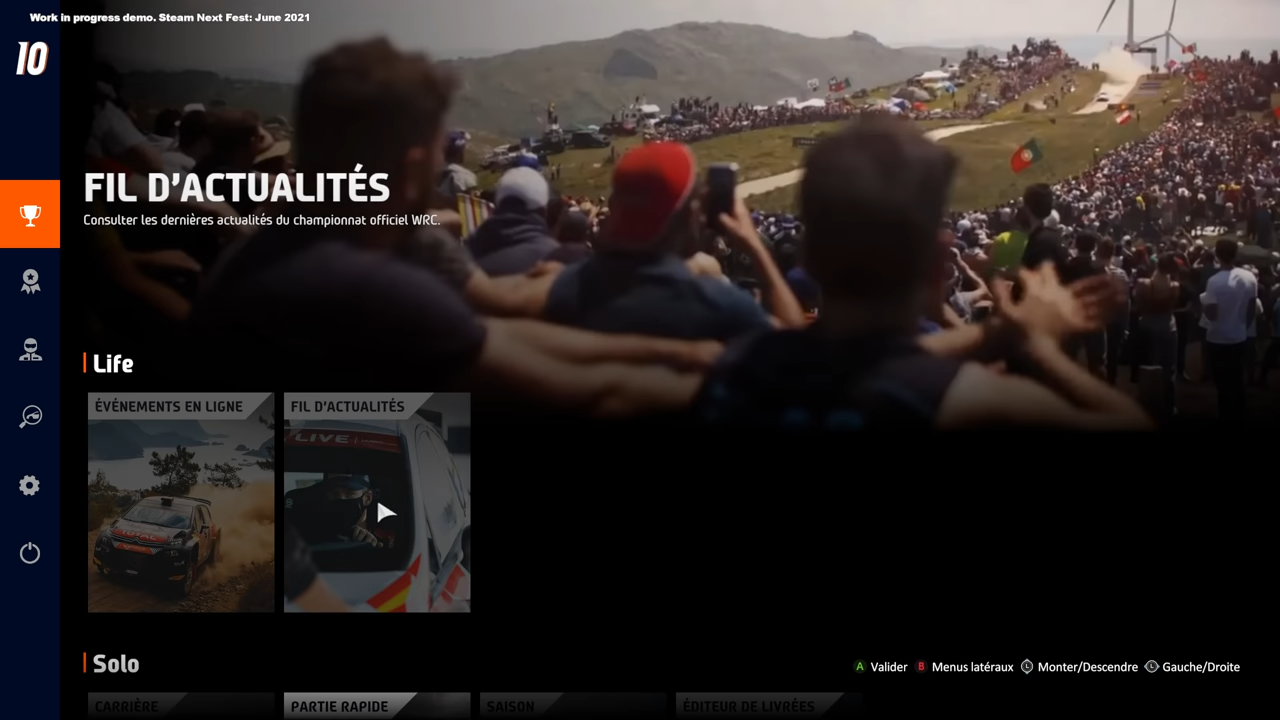 Work in progress demo. Steam Next Fest: June 2021
10
FIL D'ACTUALITÉS
Consulter les dernières actualités du championnat officiel WRC.
Life
ÉVÉNEMENTS EN LIGNE
FIL D'ACTUALITÉS
LIVE
TOTAL
Solo
A Valider
B Menus latéraux
L Monter/Descendre
L Gauche/Droite
CARRIÈRE
PARTIE RAPIDE
SAISON
ÉDITEUR DE LIVRÉES